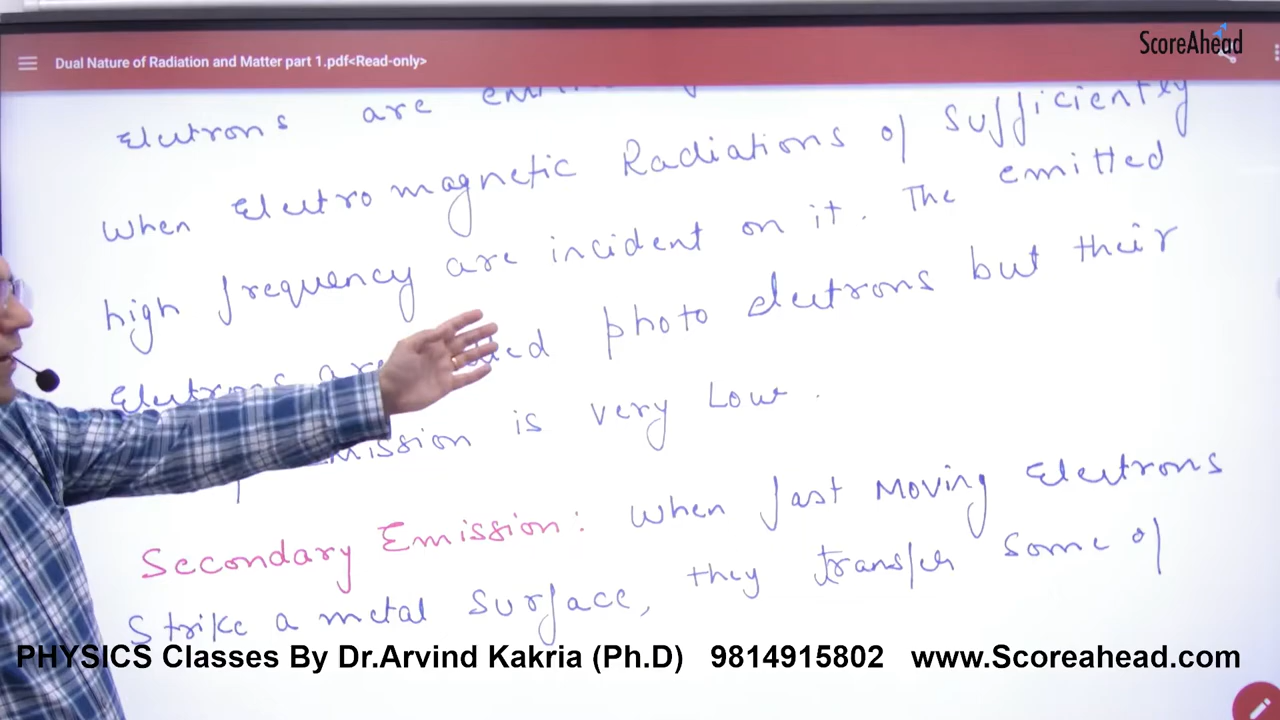 ScoreAhead
Dual Nature of Radiation and Matter part 1.pdf<Read-only>
Electrons are
when Electromagnetic Radiations of sufficiently
high frequency are incident on it. The emitted
Electrons are photo electrons but their
Emission is very Low.
Secondary Emission: when fast Moving Electrons
Strike a metal Surface, they transfer Some of
PHYSICS Classes By Dr.Arvind Kakria (Ph.D) 9814915802 www.Scoreahead.com